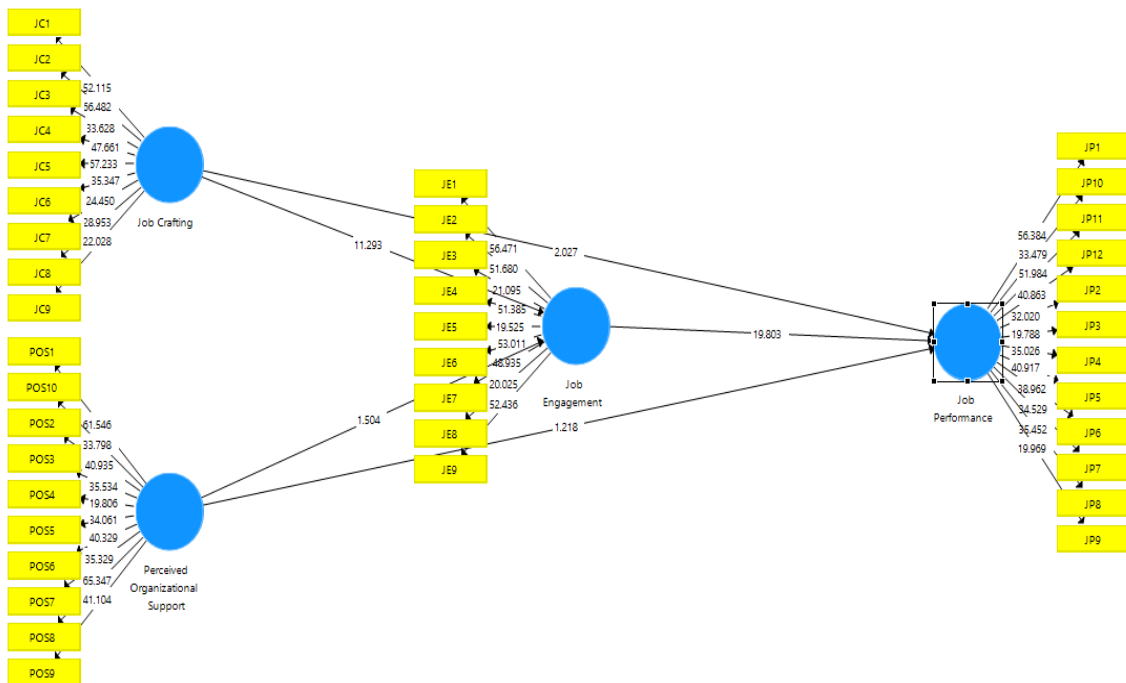 JC1
JC2
JC3
JC4
JC5
JC6
JC7
JC8
JC9
52.115
56.482
33.628
47.661
57.233
35.347
24.450
28.953
22.028
Job Crafting
POS1
POS10
POS2
POS3
POS4
POS5
POS6
POS7
POS8
POS9
61.546
33.798
40.935
35.534
19.806
34.061
40.329
35.329
65.347
41.104
Perceived
Organizational
Support
11.293
2.027
1.504
1.218
19.803
JE1
JE2
JE3
JE4
JE5
JE6
JE7
JE8
JE9
56.471
51.680
21.095
51.385
19.525
53.011
48.935
20.025
52.436
Job
Engagement
Job
Performance
56.384
33.479
51.984
40.863
32.020
19.788
35.026
40.917
38.962
34.529
35.452
19.969
JP1
JP10
JP11
JP12
JP2
JP3
JP4
JP5
JP6
JP7
JP8
JP9